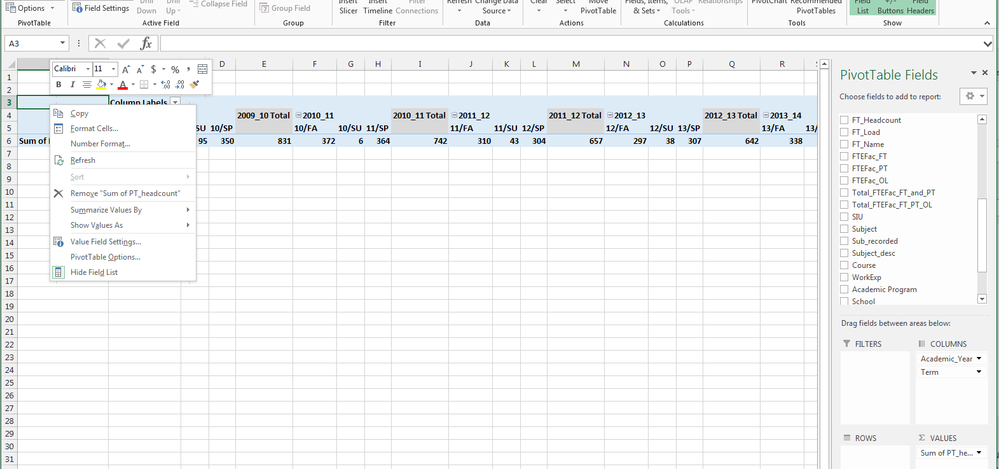 Options
Field Settings
Drill
Down
Drill
Up
Collapse Field
Group Field
Insert
Slicer
Insert
Timeline
Filter
Connections
Refresh
Change Data
Source
Clear
Select
Move
PivotTable
Fields, Items,
& Sets
OLAP
Tools
Relationships
PivotChart
Recommended
PivotTables
Field
List
+/-
Buttons
Field
Headers
PivotTable
Active Field
Group
Filter
Data
Actions
Calculations
Tools
Show
A3
fx
Calibri 11 A A $ % ,
B I A .00 .00
D E F G H I J K L M N O P Q R
1
2
3 Column Labels
4 2009_10 Total 2010_11 2010_11 Total 2011_12 2011_12 Total 2012_13 2012_13 Total 2013_14
5 SU 10/SP 10/FA 10/SU 11/SP 11/FA 11/SU 12/SP 12/FA 12/SU 13/SP 13/FA 13/
6 Sum of 95 350 831 372 6 364 742 310 43 304 657 297 38 307 642 338
7
8
9
10
11
12
13
14
15
16
17
18
19
20
21
22
23
24
25
26
27
28
29
30
31
Copy
Format Cells...
Number Format...
Refresh
Sort
Remove "Sum of PT_headcount"
Summarize Values By
Show Values As
Value Field Settings...
PivotTable Options...
Hide Field List
PivotTable Fields
Choose fields to add to report:
FT_Headcount
FT_Load
FT_Name
FTEFac_FT
FTEFac_PT
FTEFac_OL
Total_FTEFac_FT_and_PT
Total_FTEFac_FT_PT_OL
SIU
Subject
Sub_recorded
Subject_desc
Course
WorkExp
Academic Program
School
Drag fields between areas below:
FILTERS
COLUMNS
Academic_Year
Term
ROWS
Σ VALUES
Sum of PT_he...